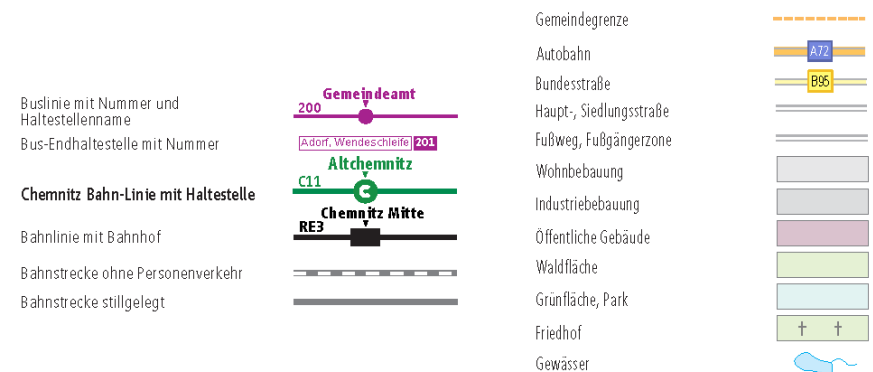 Buslinie mit Nummer und
Haltestellenname
200
Gemeindeamt
Bus-Endhaltestelle mit Nummer
Adorf, Wendeschleife 201
Chemnitz Bahn-Linie mit Haltestelle
C11
Altchemnitz
Bahnlinie mit Bahnhof
RE3
Chemnitz Mitte
Bahnstrecke ohne Personenverkehr
Bahnstrecke stillgelegt
Gemeindegrenze
Autobahn
A72
Bundesstraße
B95
Haupt-, Siedlungsstraße
Fußweg, Fußgängerzone
Wohnbebauung
Industriebebauung
Öffentliche Gebäude
Waldfläche
Grünfläche, Park
Friedhof
Gewässer